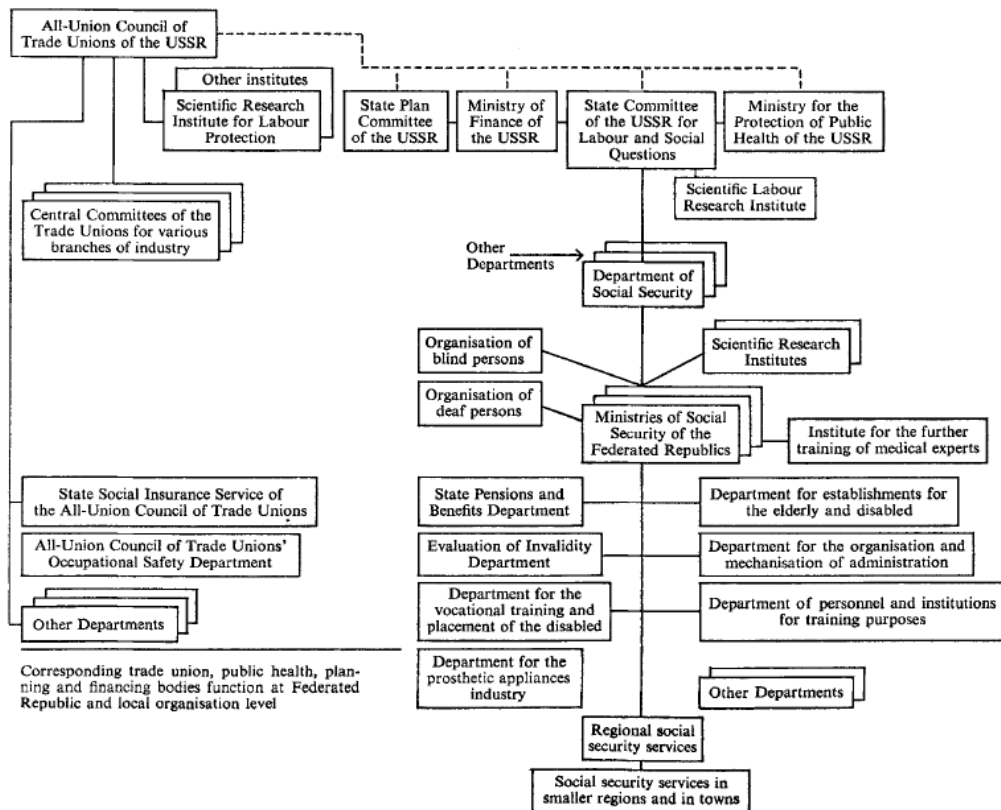 All-Union Council of
Trade Unions of the USSR
Other institutes
Scientific Research
Institute for Labour
Protection
State Plan
Committee
of the USSR
Ministry of
Finance of
the USSR
State Committee
of the USSR for
Labour and Social
Questions
Ministry for the
Protection of Public
Health of the USSR
Scientific Labour
Research Institute
Central Committees of the
Trade Unions for various
branches of industry
Other
Departments
Department of
Social Security
Organisation of
blind persons
Scientific Research
Institutes
Organisation of
deaf persons
Ministries of Social
Security of the
Federated Republics
Institute for the further
training of medical experts
State Social Insurance Service of
the All-Union Council of Trade Unions
State Pensions and
Benefits Department
Department for establishments for
the elderly and disabled
All-Union Council of Trade Unions'
Occupational Safety Department
Evaluation of Invalidity
Department
Department for the organisation and
mechanisation of administration
Other Departments
Department for the
vocational training and
placement of the disabled
Department of personnel and institutions
for training purposes
Corresponding trade union, public health, plan-
ning and financing bodies function at Federated
Republic and local organisation level
Department for the
prosthetic appliances
industry
Other Departments
Regional social
security services
Social security services in
smaller regions and in towns